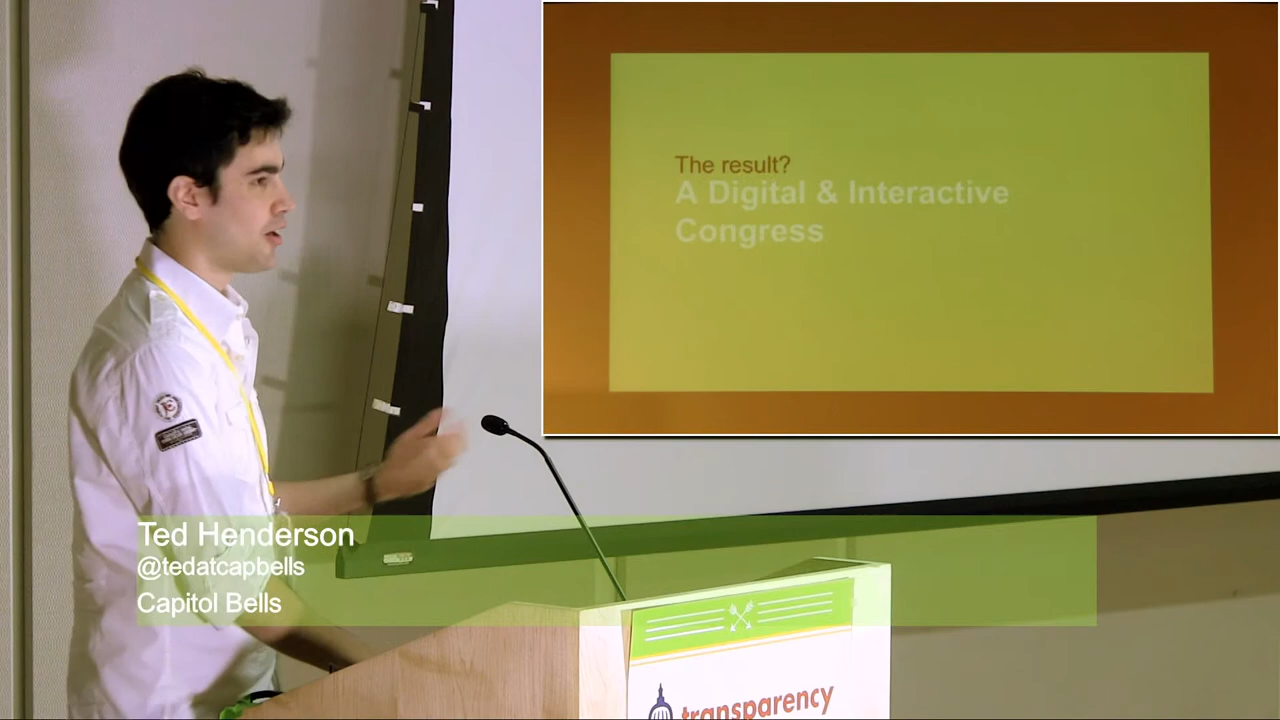 The result?
A Digital & Interactive
Congress
Ted Henderson
@tedatcapbells
Capitol Bells
transparency